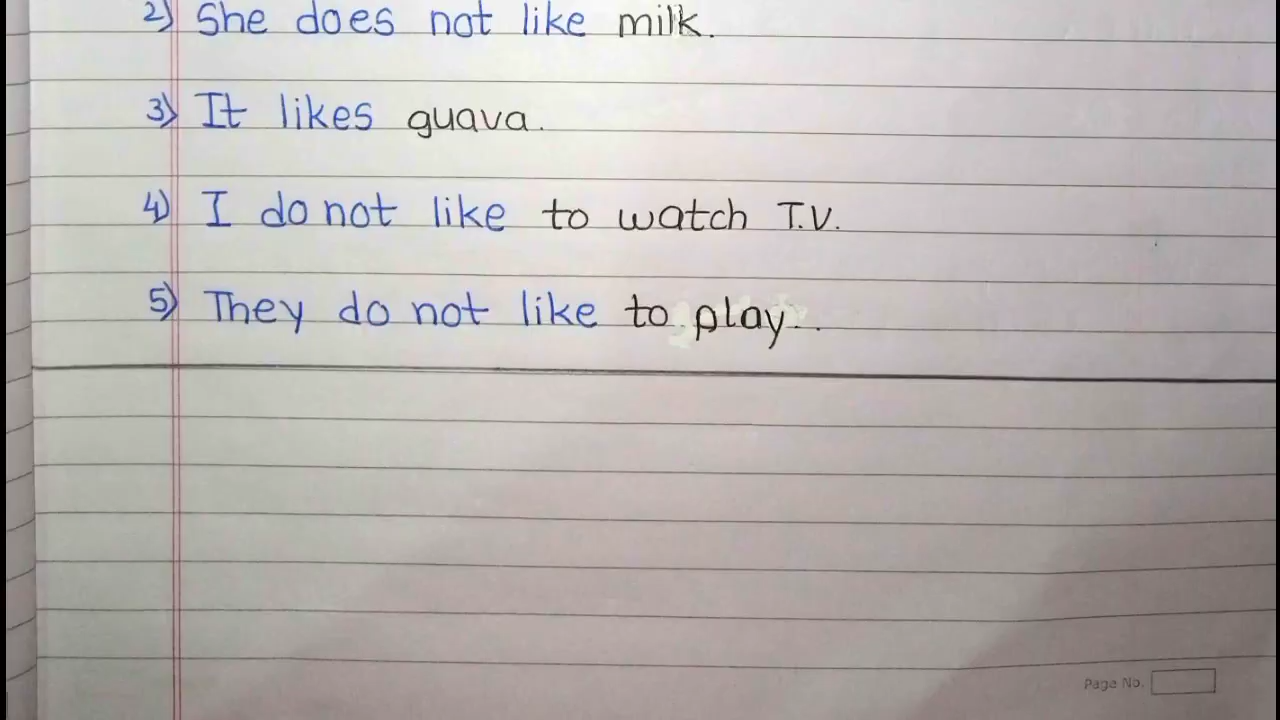 2) She does not like milk.
3) It likes guava.
4) I do not like to watch T.V.
5) They do not like to play.
Page No.